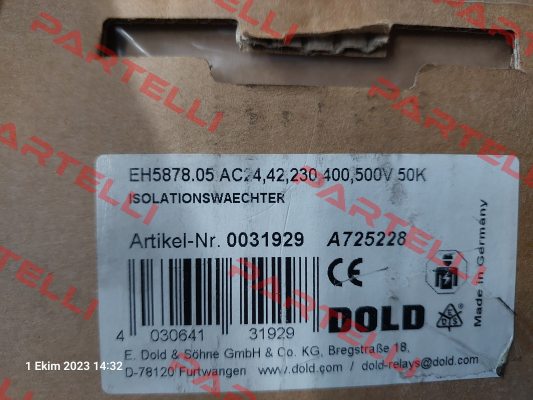 EH5878.05 AC24,42,230,400,500V 50K
ISOLATIONSWAECHTER
Artikel-Nr. 0031929 A725228
CE
Made in Germany
DOLD
4 030641 31929
E. Dold & Söhne GmbH & Co. KG, Bregstraße 18,
D-78120 Furtwangen www.dold.com / dold-relays@dold.com
1 Ekim 2023 14:32
PARTELLI
PARTELLI
PARTELLI
PARTELLI
PARTELLI
PARTELLI